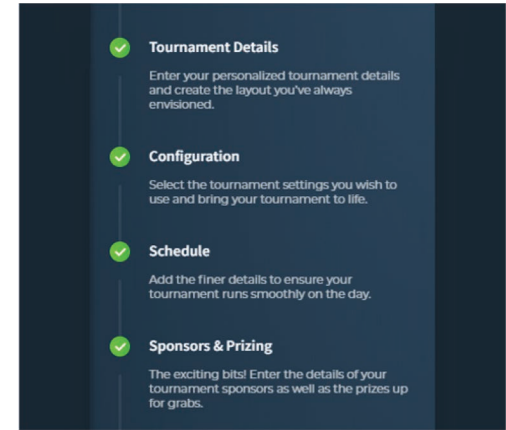 Tournament Details
Enter your personalized tournament details
and create the layout you've always
envisioned.
Configuration
Select the tournament settings you wish to
use and bring your tournament to life.
Schedule
Add the finer details to ensure your
tournament runs smoothly on the day.
Sponsors & Prizing
The exciting bits! Enter the details of your
tournament sponsors as well as the prizes up
for grabs.